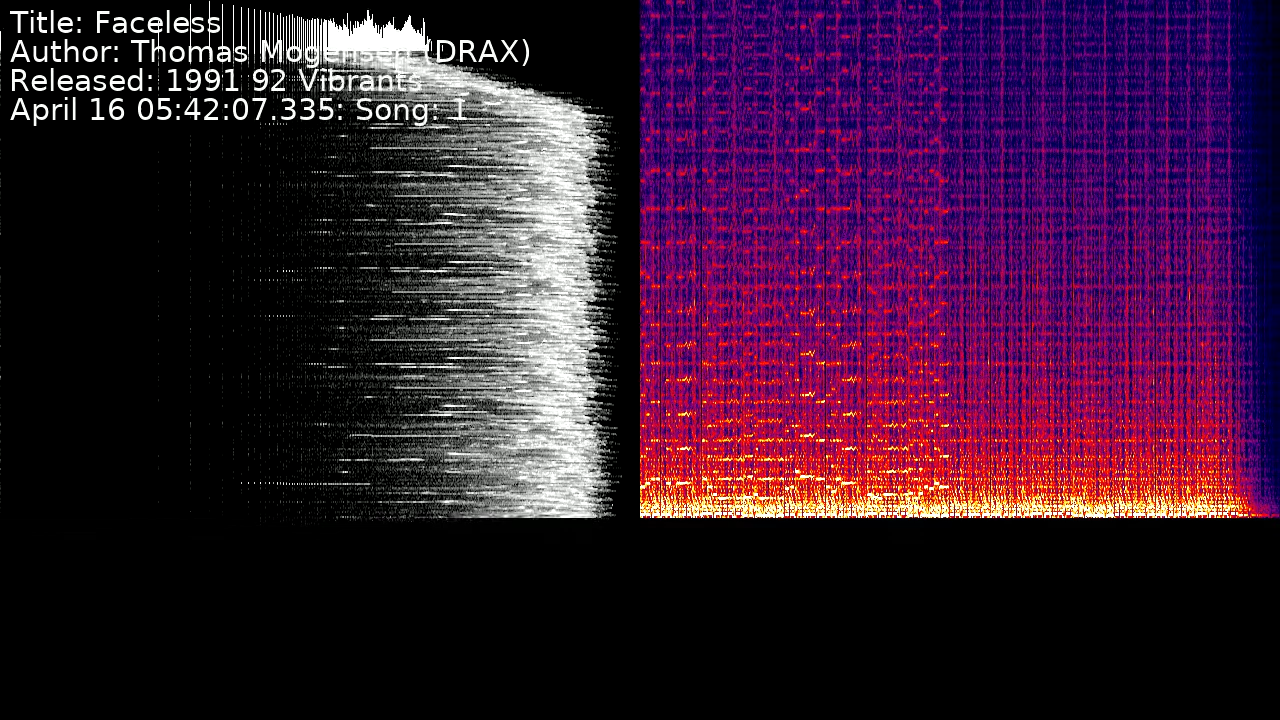 Title: Faceless
Author: Thomas Mogensen (DRAX)
Released: 1991 92 Vibrants
April 16 05:42:07.335: Song: 1